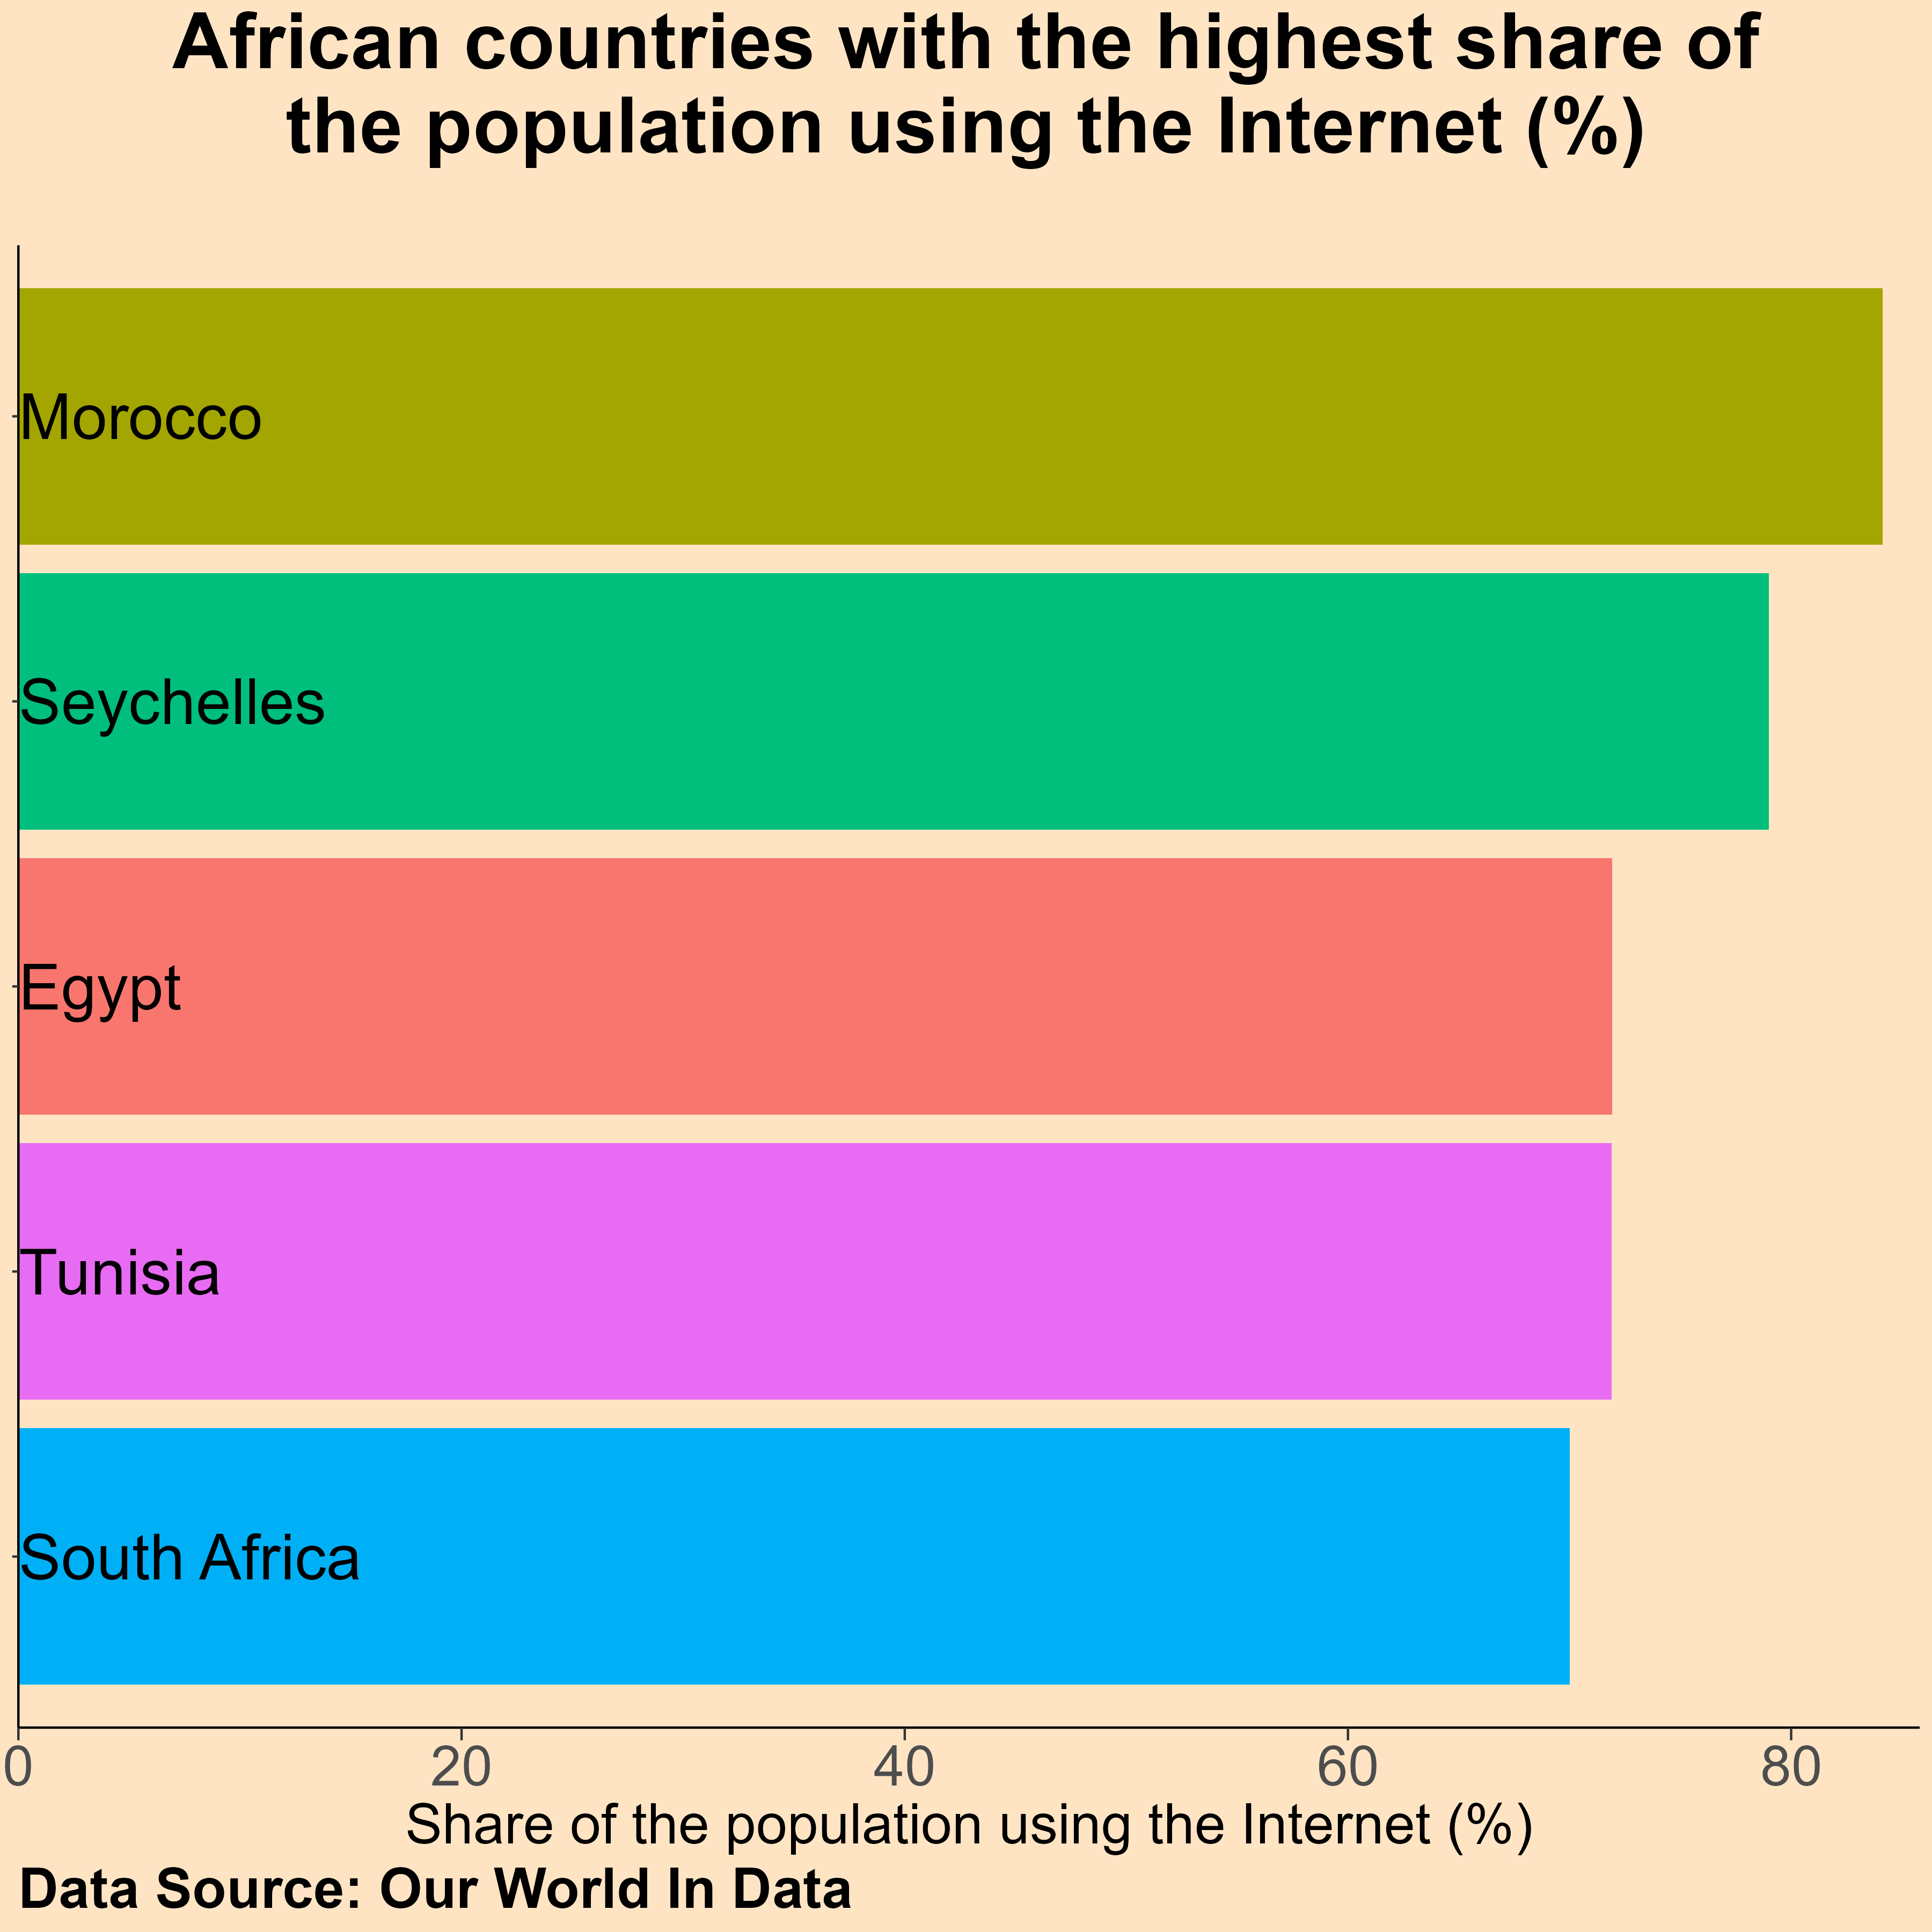 African countries with the highest share of
the population using the Internet (%)
Morocco
Seychelles
Egypt
Tunisia
South Africa
0 20 40 60 80
Share of the population using the Internet (%)
Data Source: Our World In Data